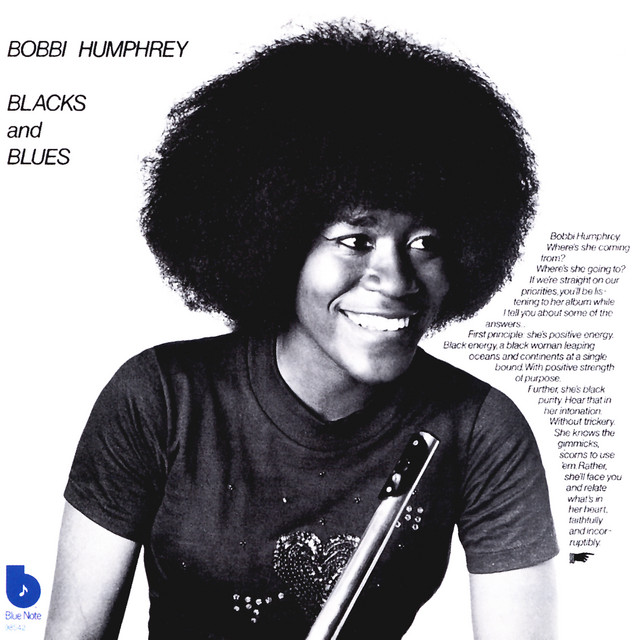 BOBBI HUMPHREY
BLACKS
and
BLUES
Bobbi Humphrey.
Where's she coming
from?
Where's she going to?
If we're straight on our
priorities, you'll be lis-
tening to her album while
I tell you about some of the
answers...
First principle: she's positive energy.
Black energy, a black woman leaping
oceans and continents at a single
bound. With positive strength
of purpose.
Further, she's black
purity. Hear that in
her intonation.
Without trickery.
She knows the
gimmicks,
scorns to use
'em. Rather,
she'll face you
and relate
what's in
her heart,
faithfully
and incor-
ruptibly.
b
Blue Note